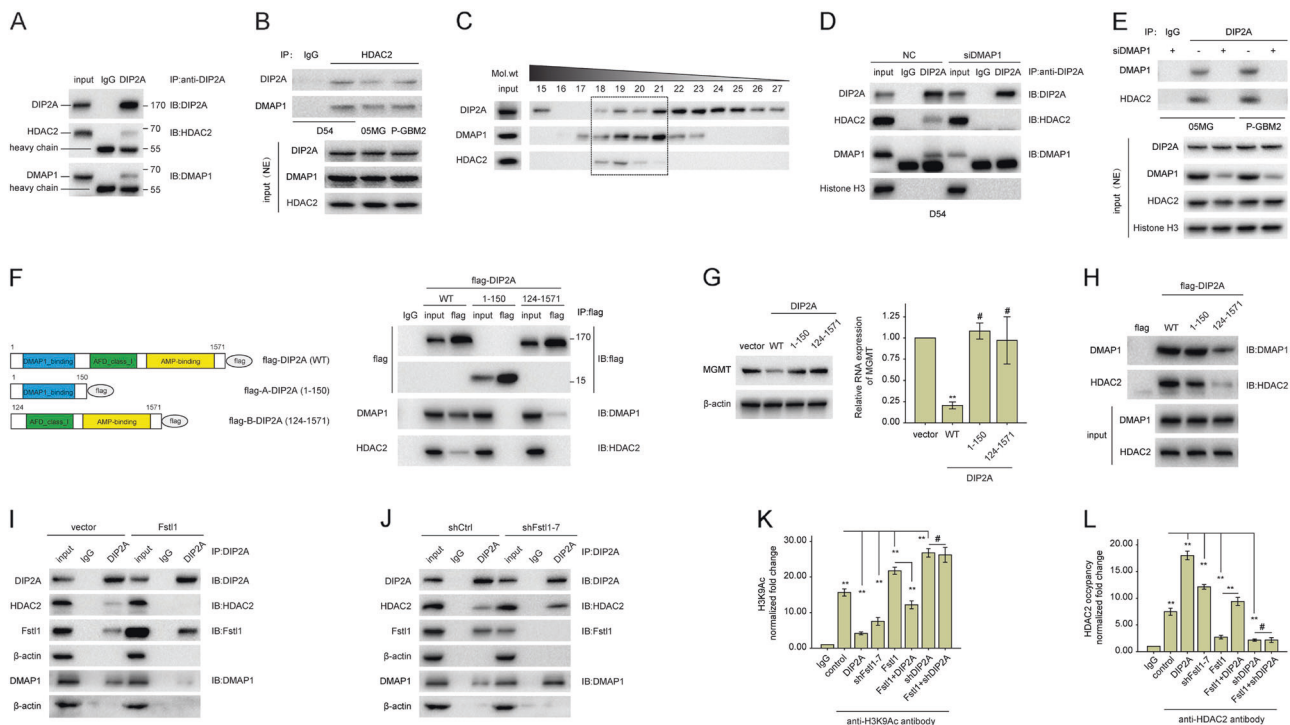 A
input IgG DIP2A
IP:anti-DIP2A
DIP2A
170
IB:DIP2A
HDAC2
70
IB:HDAC2
heavy chain
55
DMAP1
70
IB:DMAP1
heavy chain
55
B
IP: IgG HDAC2
DIP2A
DMAP1
D54 05MG P-GBM2
input (NE)
DIP2A
DMAP1
HDAC2
C
Mol.wt
input 15 16 17 18 19 20 21 22 23 24 25 26 27
DIP2A
DMAP1
HDAC2
D
NC siDMAP1
input IgG DIP2A input IgG DIP2A IP:anti-DIP2A
DIP2A IB:DIP2A
HDAC2 IB:HDAC2
DMAP1 IB:DMAP1
Histone H3
D54
E
IP: IgG DIP2A
siDMAP1 + - + - +
DMAP1
HDAC2
05MG P-GBM2
input (NE)
DIP2A
DMAP1
HDAC2
Histone H3
F
1 1571
DMAP1_binding AFD_class_I AMP-binding flag flag-DIP2A (WT)
1 150
DMAP1_binding flag flag-A-DIP2A (1-150)
124 1571
AFD_class_I AMP-binding flag flag-B-DIP2A (124-1571)
flag-DIP2A
WT 1-150 124-1571
IgG input flag input flag input flag IP:flag
flag
170
IB:flag
15
DMAP1 IB:DMAP1
HDAC2 IB:HDAC2
G
DIP2A
vector WT 1-150 124-1571
MGMT
β-actin
Relative RNA expression of MGMT
1.25
1.00
0.75
0.50
0.25
0.00
**
#
#
vector WT 1-150 124-1571
DIP2A
H
flag-DIP2A
flag WT 1-150 124-1571
DMAP1 IB:DMAP1
HDAC2 IB:HDAC2
input
DMAP1
HDAC2
I
vector Fstl1
input IgG DIP2A input IgG DIP2A IP:DIP2A
DIP2A IB:DIP2A
HDAC2 IB:HDAC2
Fstl1 IB:Fstl1
β-actin
DMAP1 IB:DMAP1
β-actin
J
shCtrl shFstl1-7
input IgG DIP2A input IgG DIP2A IP:DIP2A
DIP2A IB:DIP2A
HDAC2 IB:HDAC2
Fstl1 IB:Fstl1
β-actin
DMAP1 IB:DMAP1
β-actin
K
H3K9Ac
normalized fold change
30.00
20.00
10.00
0.00
** ** ** ** ** ** #
IgG control DIP2A shFstl1-7 Fstl1 Fstl1+DIP2A shDIP2A Fstl1+shDIP2A
anti-H3K9Ac antibody
L
HDAC2 occupancy
normalized fold change
20.00
15.00
10.00
5.00
0.00
** ** ** ** ** ** #
IgG control DIP2A shFstl1-7 Fstl1 Fstl1+DIP2A shDIP2A Fstl1+shDIP2A
anti-HDAC2 antibody